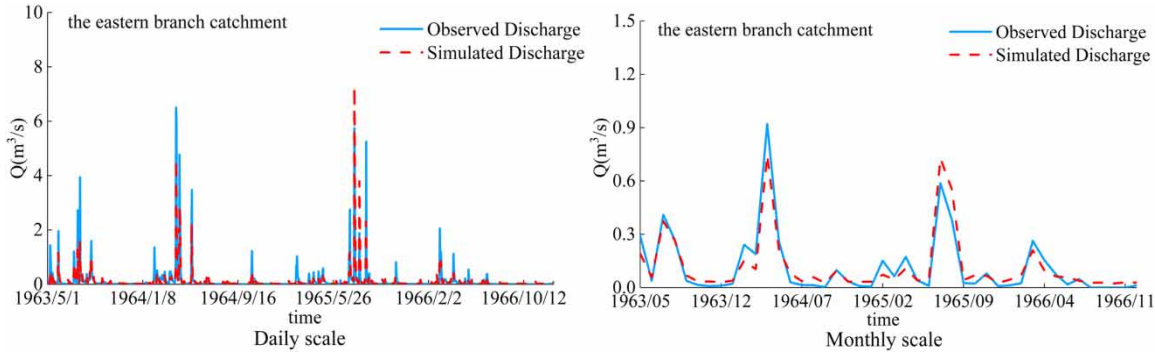 the eastern branch catchment
Observed Discharge
Simulated Discharge
Q(m³/s)
10
8
6
4
2
0
1963/5/1 1964/1/8 1964/9/16 1965/5/26 1966/2/2 1966/10/12
time
Daily scale
the eastern branch catchment
Observed Discharge
Simulated Discharge
Q(m³/s)
1.5
1.2
0.9
0.6
0.3
0.0
1963/05 1963/12 1964/07 1965/02 1965/09 1966/04 1966/11
time
Monthly scale